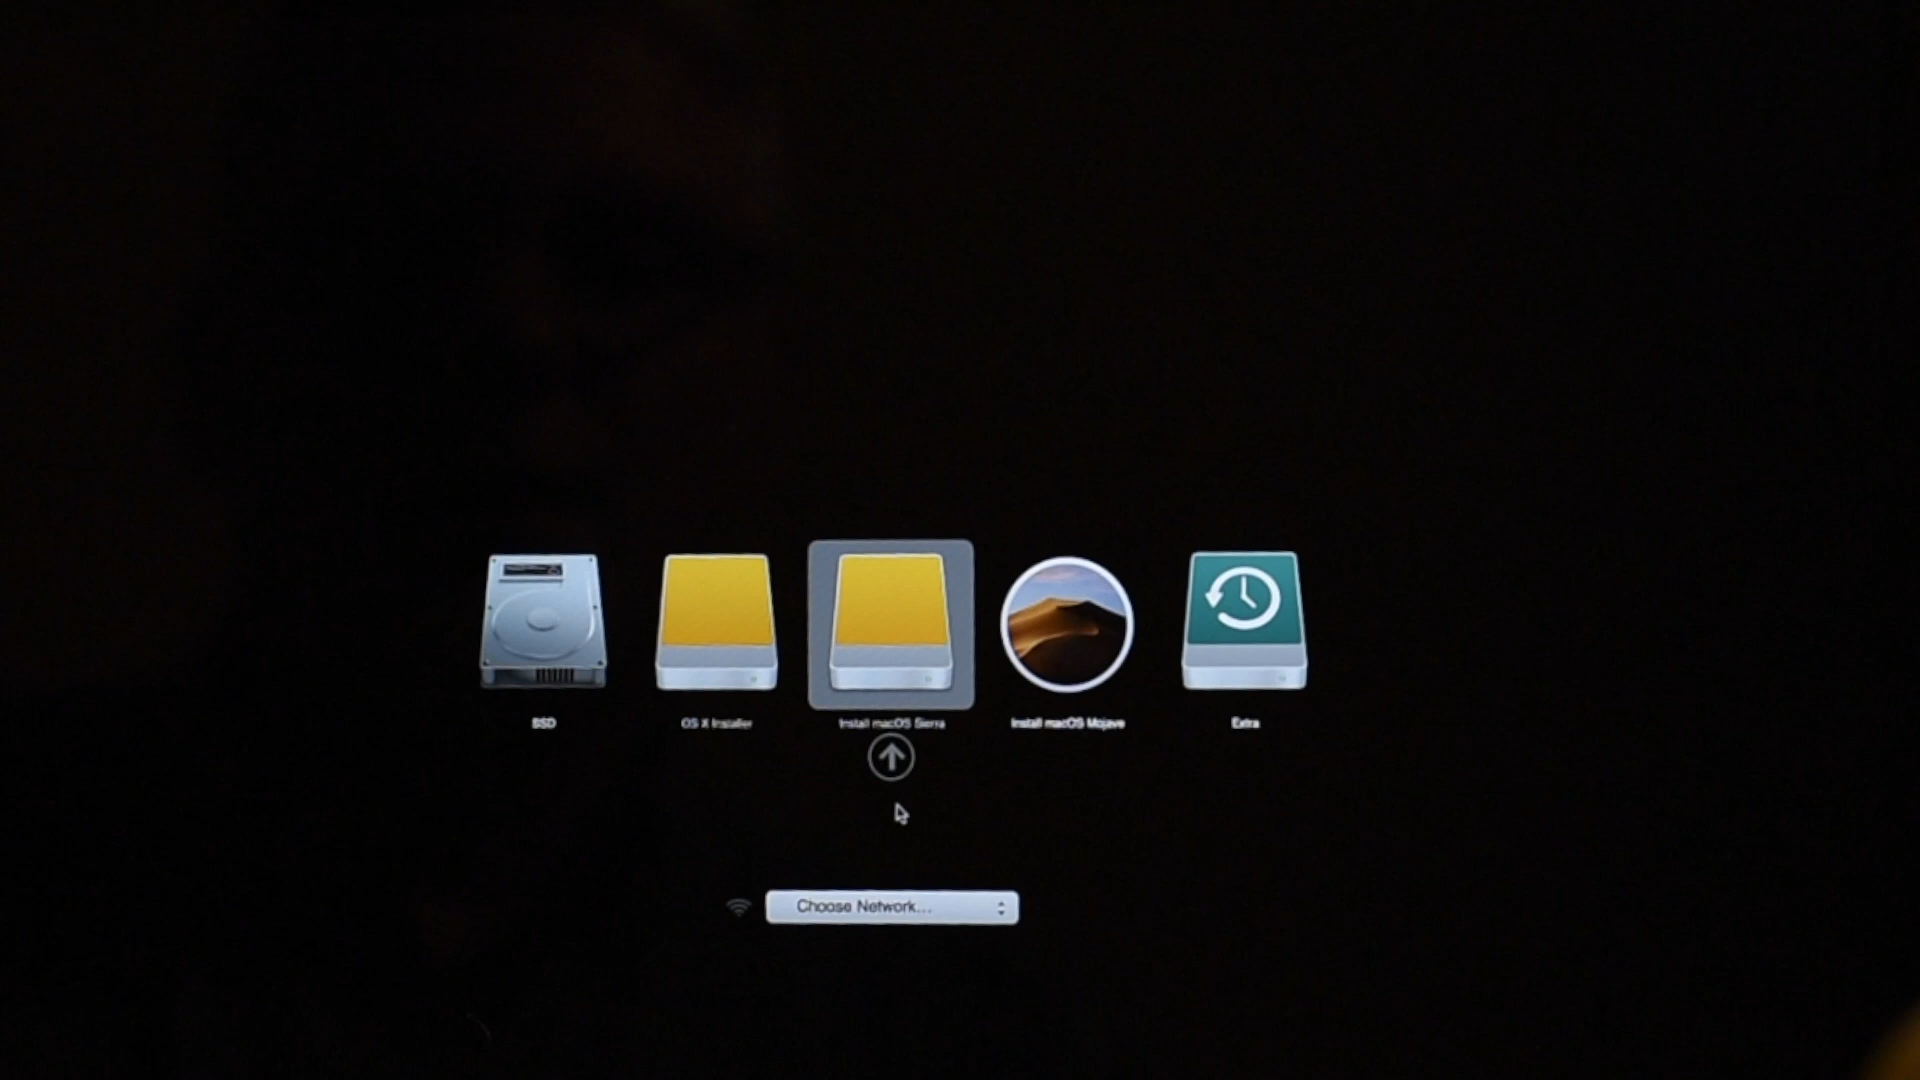 SSD
OS X Installer
Install macOS Sierra
Install macOS Mojave
Extra
Choose Network...